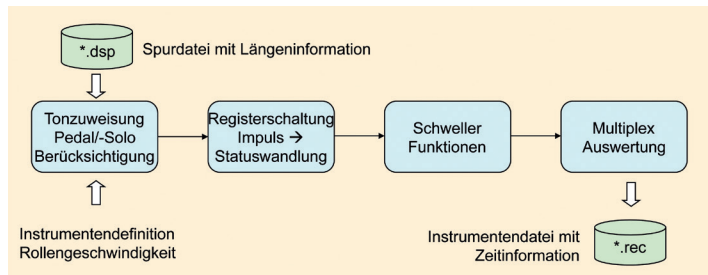 *.dsp
Spurdatei mit Längeninformation
Tonzuweisung
Pedal/-Solo
Berücksichtigung
Registerschaltung
Impuls →
Statuswandlung
Schweller
Funktionen
Multiplex
Auswertung
Instrumentendefinition
Rollengeschwindigkeit
Instrumentendatei mit
Zeitinformation
*.rec